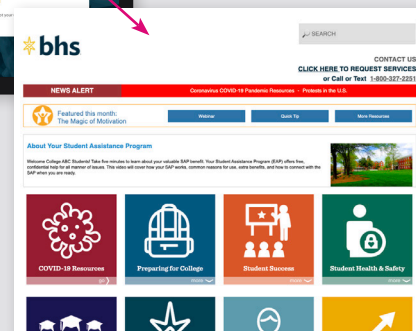 SEARCH
bhs
CONTACT US
CLICK HERE TO REQUEST SERVICES
or Call or Text 1-800-327-2251
NEWS ALERT
Coronavirus COVID-19 Pandemic Resources - Protests in the U.S.
Featured this month:
The Magic of Motivation
Webinar
Quick Tip
More Resources
About Your Student Assistance Program
Welcome College ABC Students! Take five minutes to learn about your valuable SAP benefit. Your Student Assistance Program (EAP) offers free,
confidential help for all manner of issues. This video will cover how your SAP works, common reasons for use, extra benefits, and how to connect with the
SAP when you are ready.
COVID-19 Resources
Preparing for College
Student Success
Student Health & Safety
go
more
more
more